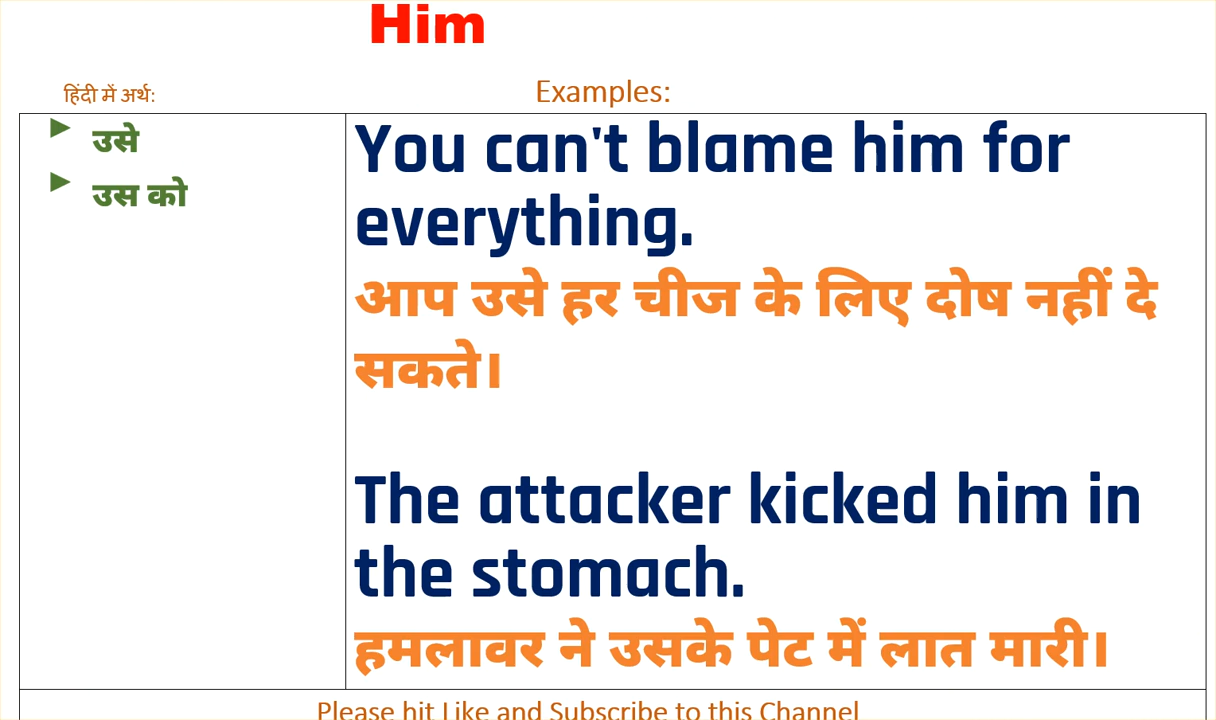 Him
हिंदी में अर्थ:
Examples:
उसे
उस को
You can't blame him for
everything.
आप उसे हर चीज के लिए दोष नहीं दे
सकते।
The attacker kicked him in
the stomach.
हमलावर ने उसके पेट में लात मारी।
Please hit Like and Subscribe to this Channel